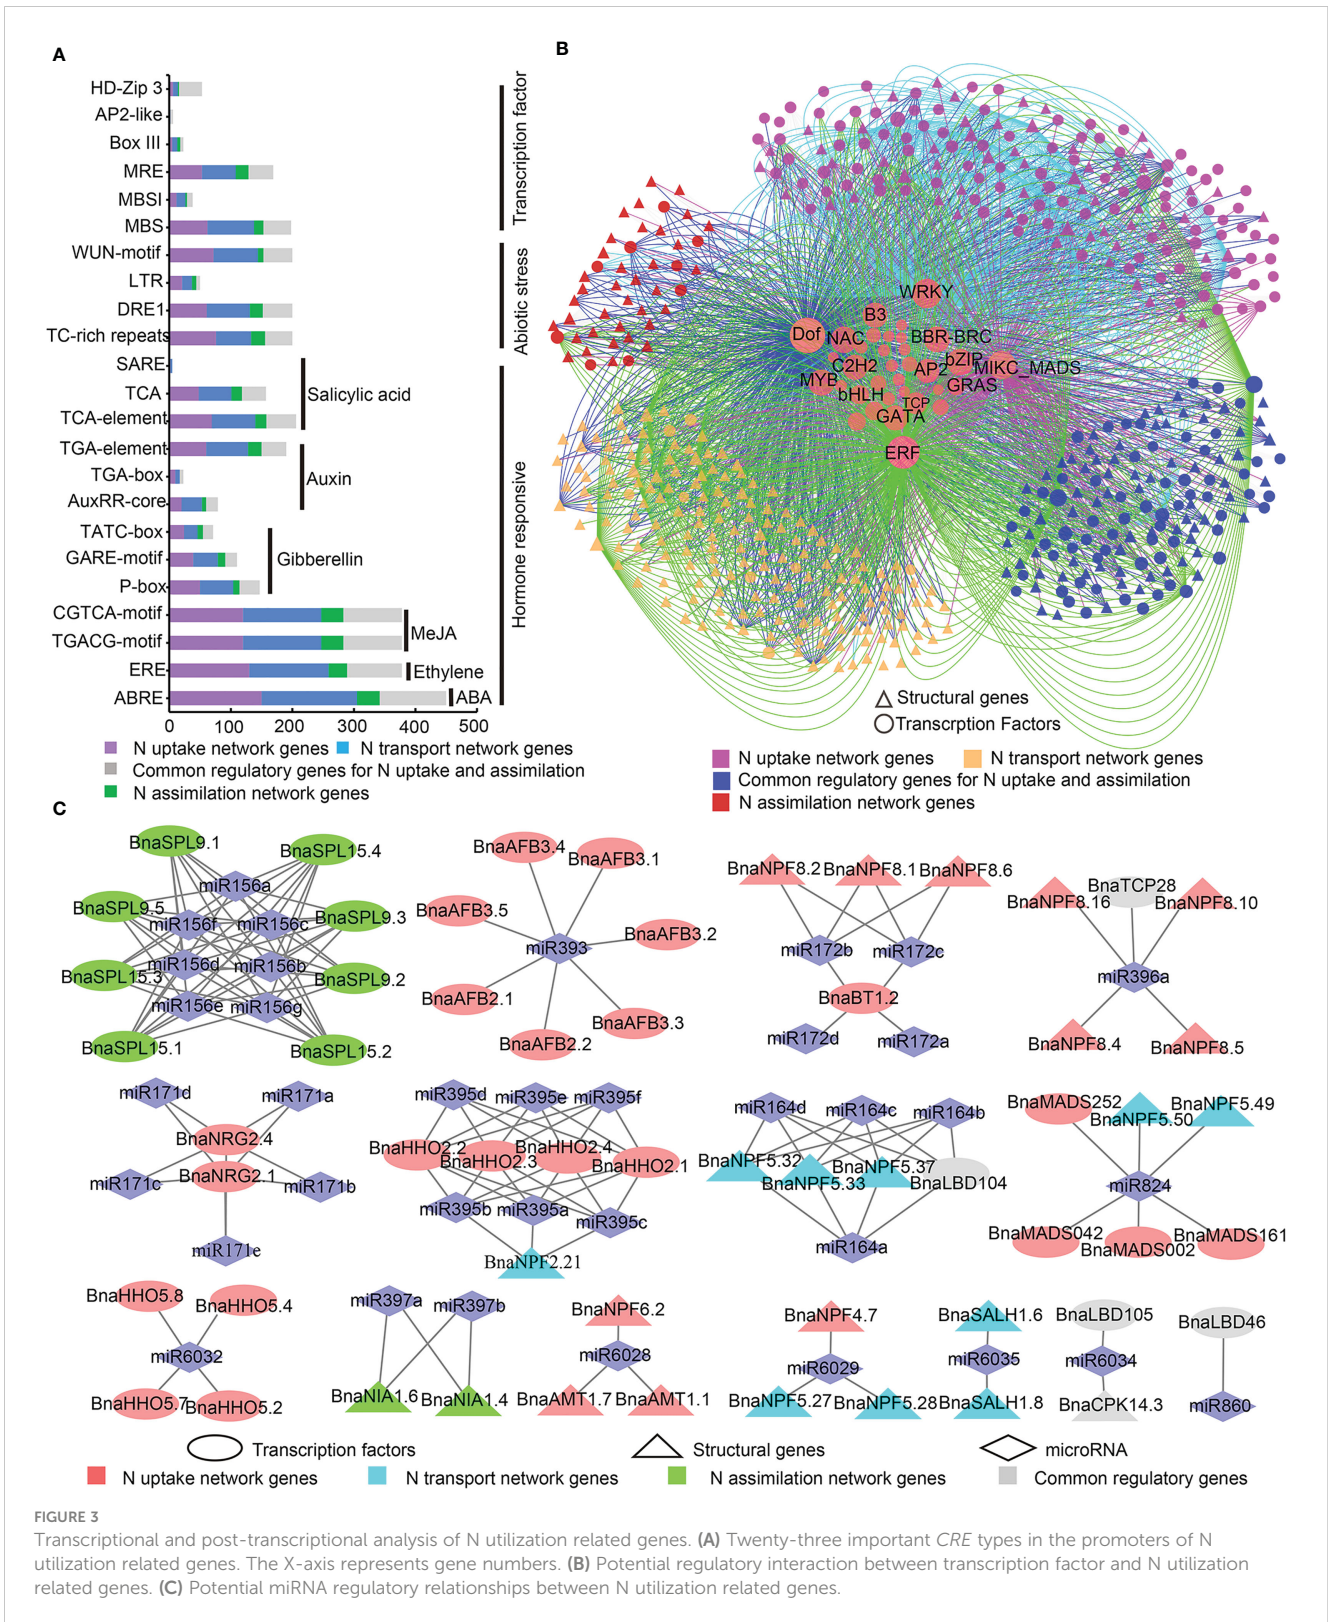 A
HD-Zip 3
AP2-like
Box III
MRE
MBSI
MBS
WUN-motif
LTR
DRE1
TC-rich repeats
SARE
TCA
TCA-element
TGA-element
TGA-box
AuxRR-core
TATC-box
GARE-motif
P-box
CGTCA-motif
TGACG-motif
ERE
ABRE
0 100 200 300 400 500
Transcription factor
Abiotic stress
Hormone responsive
Salicylic acid
Auxin
Gibberellin
MeJA
Ethylene
ABA
N uptake network genes
N transport network genes
Common regulatory genes for N uptake and assimilation
N assimilation network genes
B
WRKY
B3
Dof
NAC
BBR-BRC
C2H2
bZIP
AP2
MIKC_MADS
MYB
GRAS
bHLH
TCP
GATA
ERF
Structural genes
Transcrption Factors
N uptake network genes
N transport network genes
Common regulatory genes for N uptake and assimilation
N assimilation network genes
C
BnaSPL9.1
BnaSPL15.4
miR156a
BnaSPL9.5
miR156f
miR156c
BnaSPL9.3
miR156d
miR156b
BnaSPL15.3
BnaSPL9.2
miR156e
miR156g
BnaSPL15.1
BnaSPL15.2
BnaAFB3.4
BnaAFB3.1
BnaAFB3.5
BnaAFB3.2
miR393
BnaAFB2.1
BnaAFB3.3
BnaAFB2.2
BnaNPF8.2
BnaNPF8.1
BnaNPF8.6
miR172b
miR172c
BnaBT1.2
miR172d
miR172a
BnaNPF8.16
BnaTCP28
BnaNPF8.10
miR396a
BnaNPF8.4
BnaNPF8.5
miR171d
miR171a
BnaNRG2.4
BnaNRG2.1
miR171c
miR171b
miR171e
miR395d
miR395e
miR395f
BnaHHO2.2
BnaHHO2.3
BnaHHO2.4
BnaHHO2.1
miR395b
miR395a
miR395c
BnaNPF2.21
miR164d
miR164c
miR164b
BnaNPF5.32
BnaNPF5.33
BnaNPF5.37
BnaLBD104
miR164a
BnaMADS252
BnaNPF5.50
BnaNPF5.49
miR824
BnaMADS042
BnaMADS002
BnaMADS161
BnaHHO5.8
BnaHHO5.4
miR6032
BnaHHO5.7
BnaHHO5.2
miR397a
miR397b
BnaNIA1.6
BnaNIA1.4
BnaNPF6.2
miR6028
BnaAMT1.7
BnaAMT1.1
BnaNPF4.7
miR6029
BnaNPF5.27
BnaNPF5.28
BnaSALH1.6
miR6035
BnaSALH1.8
BnaLBD105
miR6034
BnaCPK14.3
BnaLBD46
miR860
Transcription factors
Structural genes
microRNA
N uptake network genes
N transport network genes
N assimilation network genes
Common regulatory genes
FIGURE 3
Transcriptional and post-transcriptional analysis of N utilization related genes. (A) Twenty-three important CRE types in the promoters of N
utilization related genes. The X-axis represents gene numbers. (B) Potential regulatory interaction between transcription factor and N utilization
related genes. (C) Potential miRNA regulatory relationships between N utilization related genes.